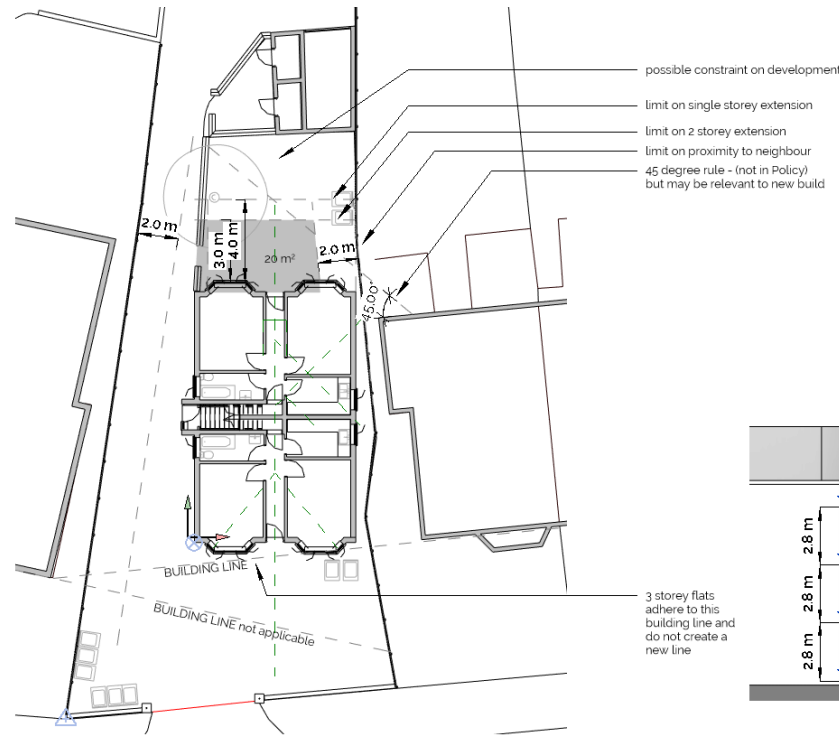 possible constraint on development
limit on single storey extension
limit on 2 storey extension
limit on proximity to neighbour
45 degree rule - (not in Policy)
but may be relevant to new build
2.0 m
3.0 m
4.0 m
20 m²
2.0 m
45.00°
BUILDING LINE
BUILDING LINE not applicable
3 storey flats
adhere to this
building line and
do not create a
new line
2.8 m
2.8 m
2.8 m